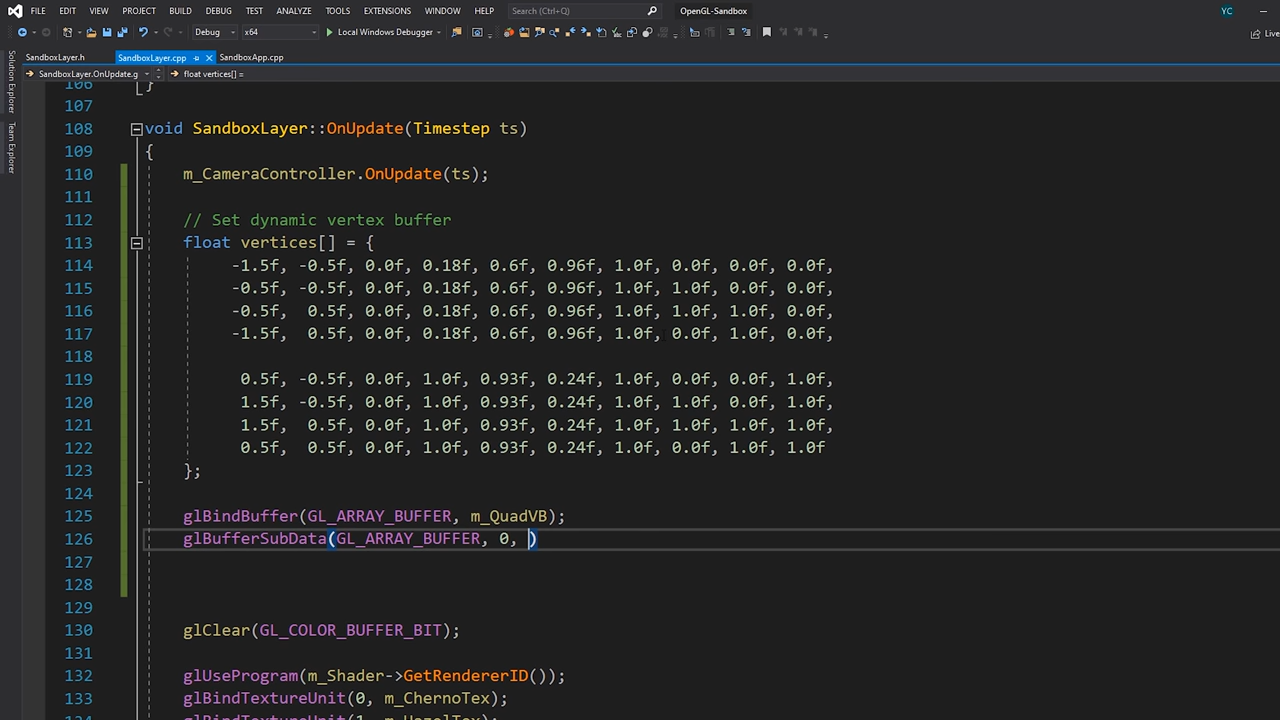 FILE EDIT VIEW PROJECT BUILD DEBUG TEST ANALYZE TOOLS EXTENSIONS WINDOW HELP Search (Ctrl+Q) OpenGL-Sandbox YC
Debug x64 Local Windows Debugger Live
SandboxLayer.h SandboxLayer.cpp SandboxApp.cpp
SandboxLayer.OnUpdate.g float vertices[] =
Solution Explorer
Team Explorer
106 }
107
108 void SandboxLayer::OnUpdate(Timestep ts)
109 {
110 m_CameraController.OnUpdate(ts);
111
112 // Set dynamic vertex buffer
113 float vertices[] = {
114 -1.5f, -0.5f, 0.0f, 0.18f, 0.6f, 0.96f, 1.0f, 0.0f, 0.0f, 0.0f,
115 -0.5f, -0.5f, 0.0f, 0.18f, 0.6f, 0.96f, 1.0f, 1.0f, 0.0f, 0.0f,
116 -0.5f, 0.5f, 0.0f, 0.18f, 0.6f, 0.96f, 1.0f, 1.0f, 1.0f, 0.0f,
117 -1.5f, 0.5f, 0.0f, 0.18f, 0.6f, 0.96f, 1.0f, 0.0f, 1.0f, 0.0f,
118
119 0.5f, -0.5f, 0.0f, 1.0f, 0.93f, 0.24f, 1.0f, 0.0f, 0.0f, 1.0f,
120 1.5f, -0.5f, 0.0f, 1.0f, 0.93f, 0.24f, 1.0f, 1.0f, 0.0f, 1.0f,
121 1.5f, 0.5f, 0.0f, 1.0f, 0.93f, 0.24f, 1.0f, 1.0f, 1.0f, 1.0f,
122 0.5f, 0.5f, 0.0f, 1.0f, 0.93f, 0.24f, 1.0f, 0.0f, 1.0f, 1.0f
123 };
124
125 glBindBuffer(GL_ARRAY_BUFFER, m_QuadVB);
126 glBufferSubData(GL_ARRAY_BUFFER, 0, )
127
128
129
130 glClear(GL_COLOR_BUFFER_BIT);
131
132 glUseProgram(m_Shader->GetRendererID());
133 glBindTextureUnit(0, m_ChernoTex);
134 glBindTextureUnit(1, m_HazelTex);